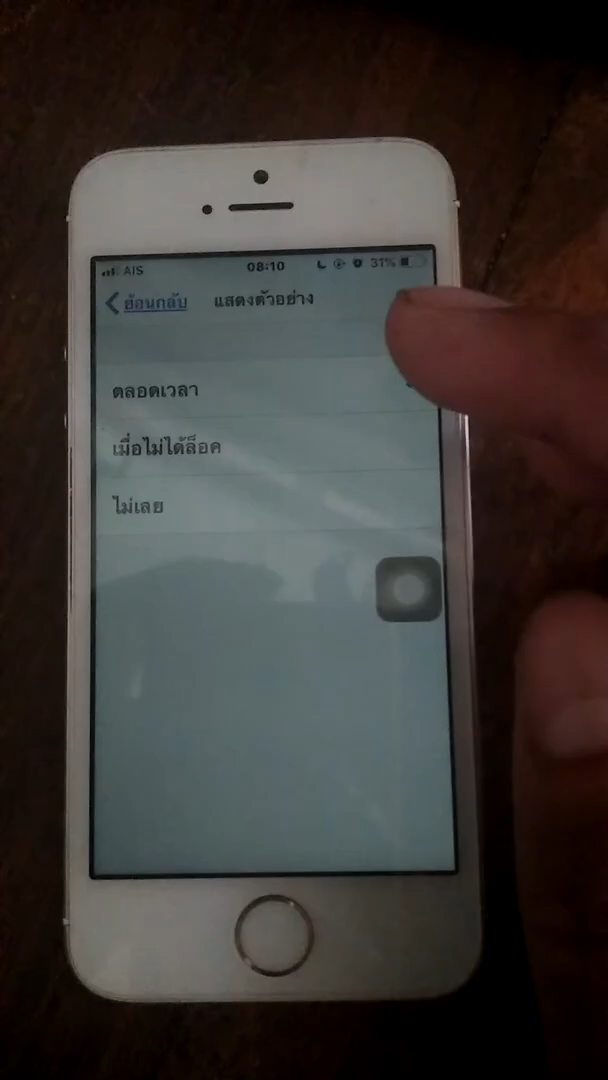 AIS 08:10 31%
ย้อนกลับ แสดงตัวอย่าง
ตลอดเวลา
เมื่อไม่ได้ล็อค
ไม่เลย